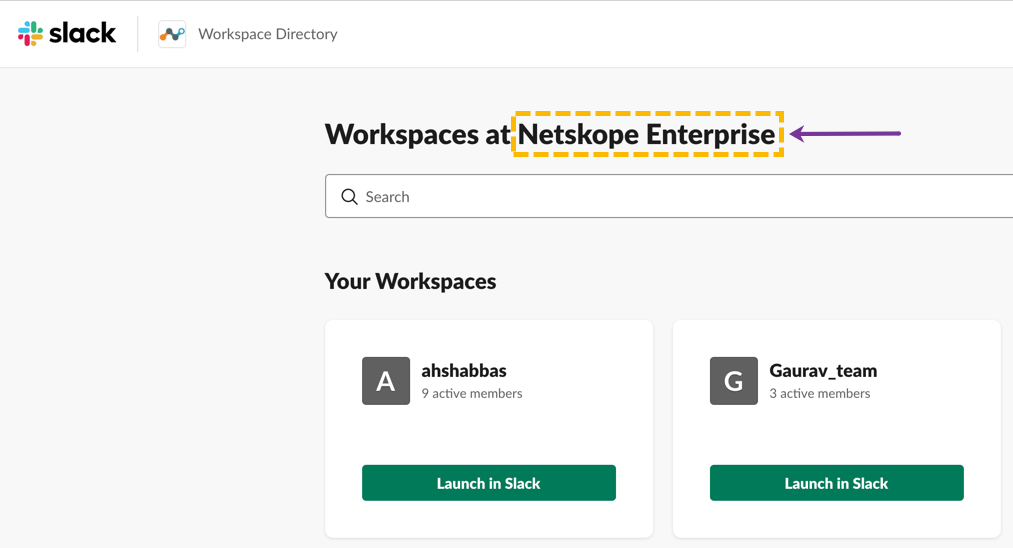 slack Workspace Directory
Workspaces at Netskope Enterprise
Search
Your Workspaces
A ahshabbas
9 active members
G Gaurav_team
3 active members
Launch in Slack
Launch in Slack